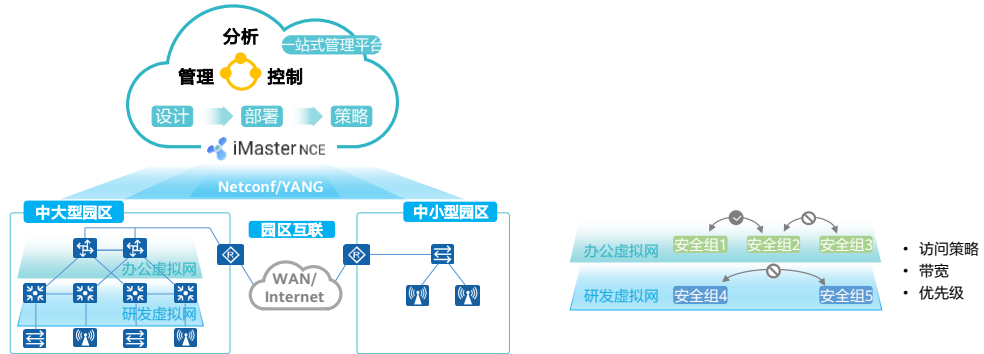 分析
一站式管理平台
管理
控制
设计
部署
策略
iMaster NCE
Netconf/YANG
中大型园区
园区互联
中小型园区
R
R
WAN/
Internet
办公虚拟网
研发虚拟网
安全组1
安全组2
安全组3
办公虚拟网
安全组4
安全组5
研发虚拟网
• 访问策略
• 带宽
• 优先级